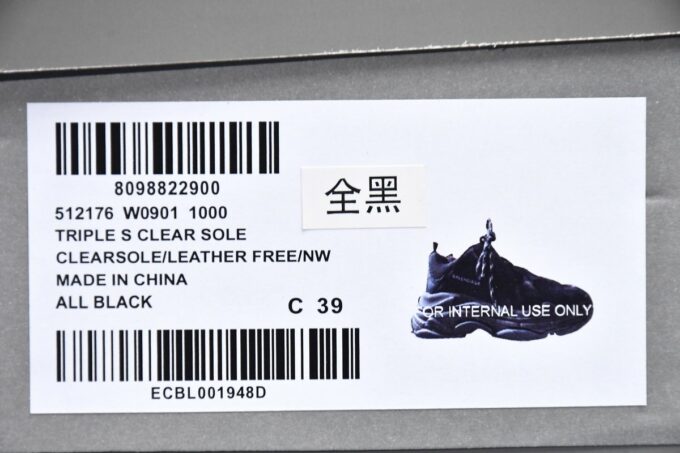 8098822900
512176 W0901 1000
TRIPLE S CLEAR SOLE
CLEARSOLE/LEATHER FREE/NW
MADE IN CHINA
ALL BLACK
C 39
ECBL001948D
全黑
BALENCIAGA
OR INTERNAL USE ONLY